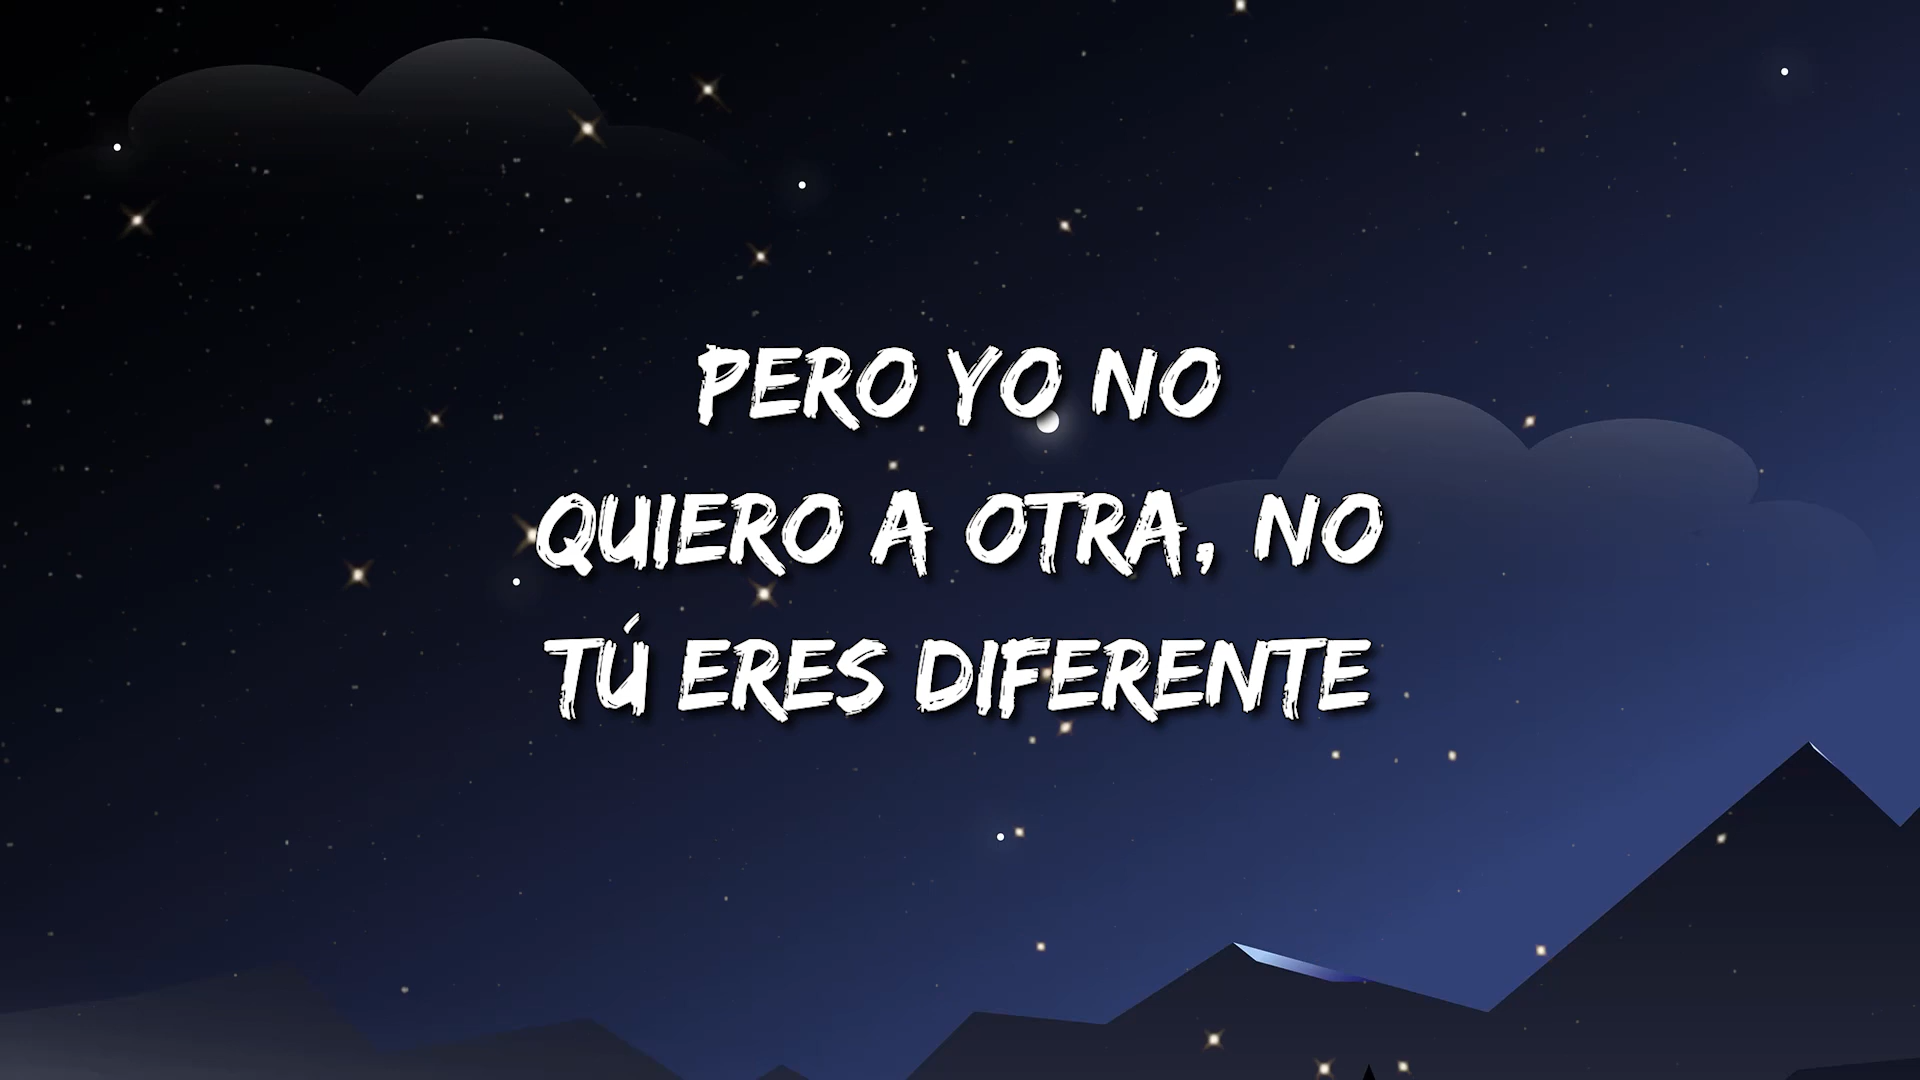 PERO YO NO
QUIERO A OTRA, NO
TÚ ERES DIFERENTE